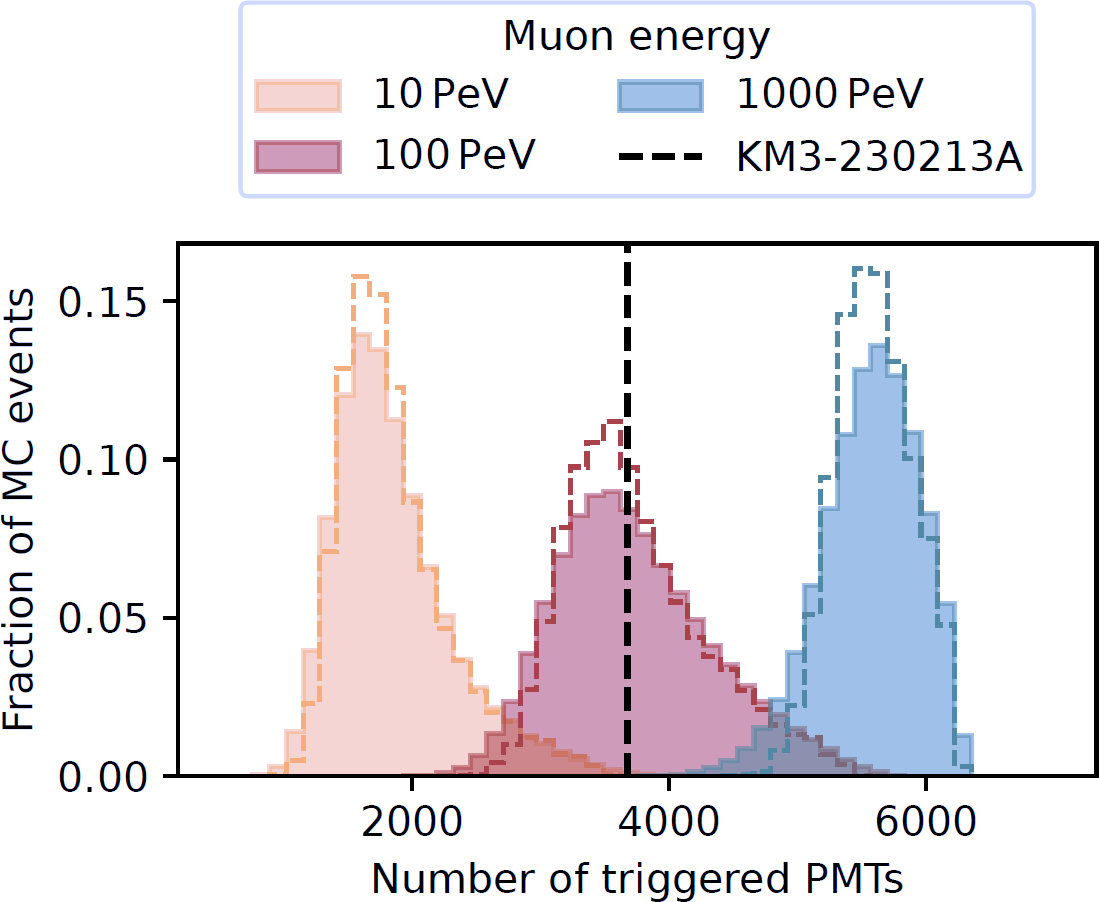 Muon energy
10 PeV
1000 PeV
100 PeV
KM3-230213A
Fraction of MC events
0.15
0.10
0.05
0.00
2000
4000
6000
Number of triggered PMTs